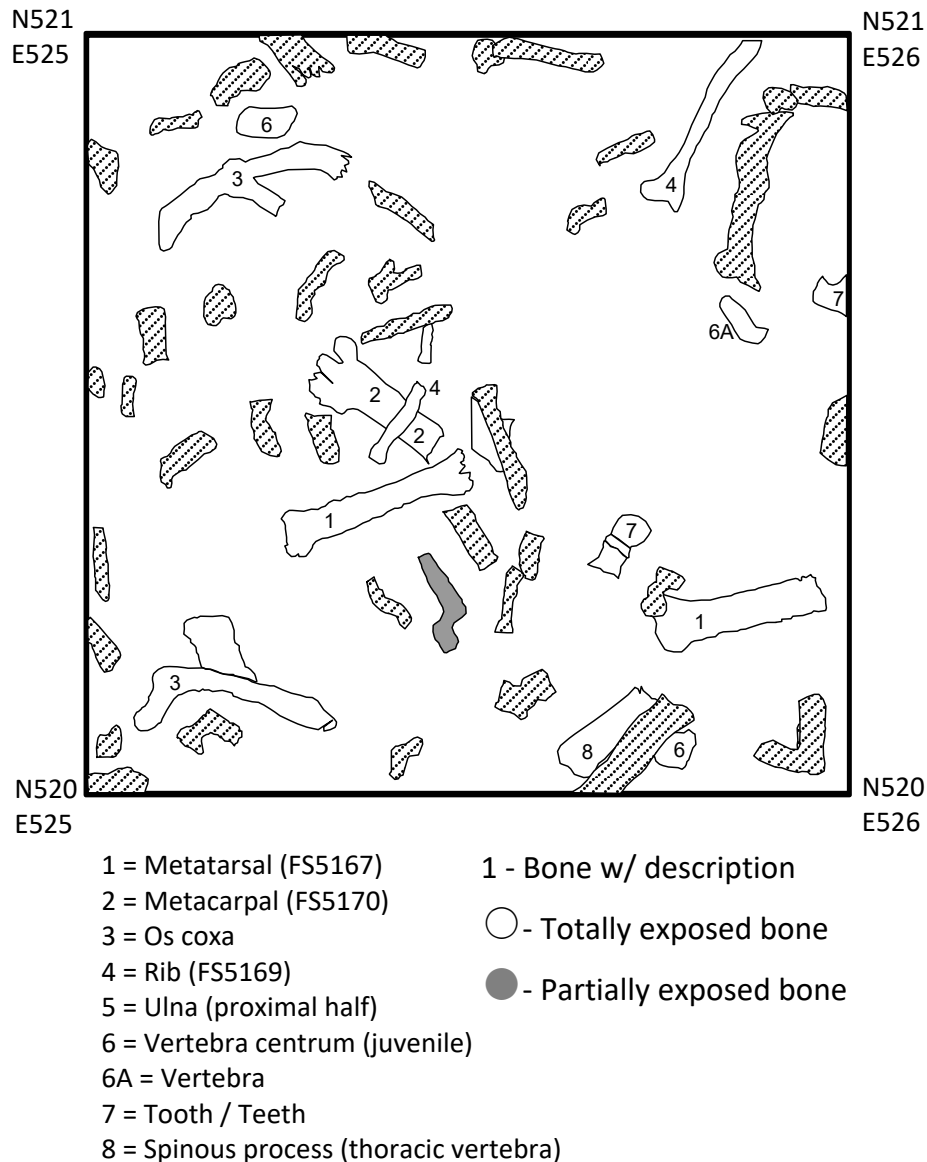 N521
E525
N521
E526
6
3
4
7
6A
2
4
2
1
7
1
3
8
6
N520
E525
N520
E526
1 = Metatarsal (FS5167)
2 = Metacarpal (FS5170)
3 = Os coxa
4 = Rib (FS5169)
5 = Ulna (proximal half)
6 = Vertebra centrum (juvenile)
6A = Vertebra
7 = Tooth / Teeth
8 = Spinous process (thoracic vertebra)
1 - Bone w/ description
- Totally exposed bone
- Partially exposed bone